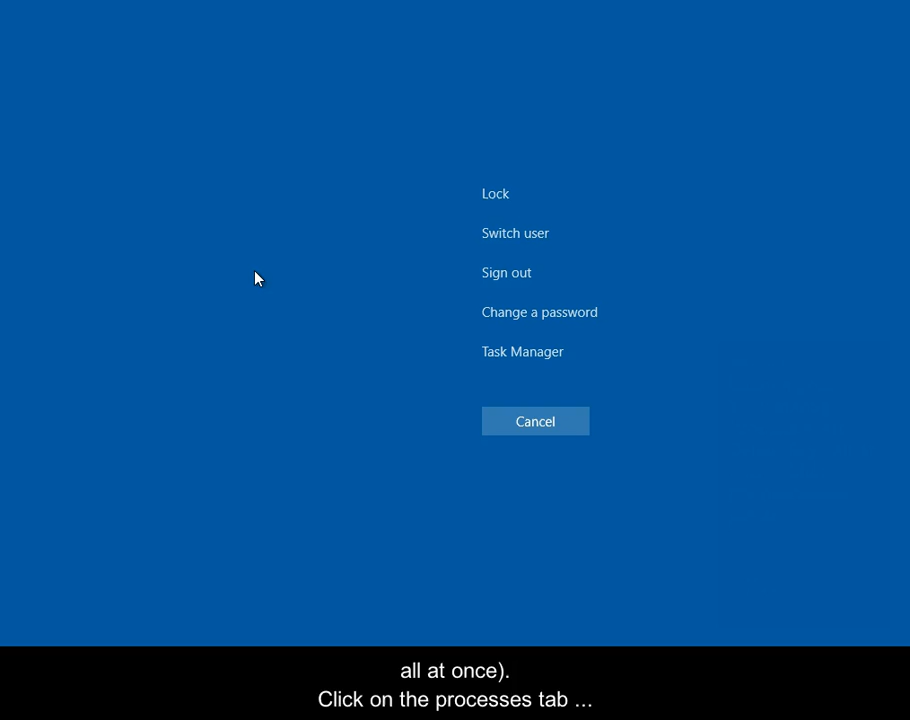 Lock
Switch user
Sign out
Change a password
Task Manager
Cancel
all at once).
Click on the processes tab ...